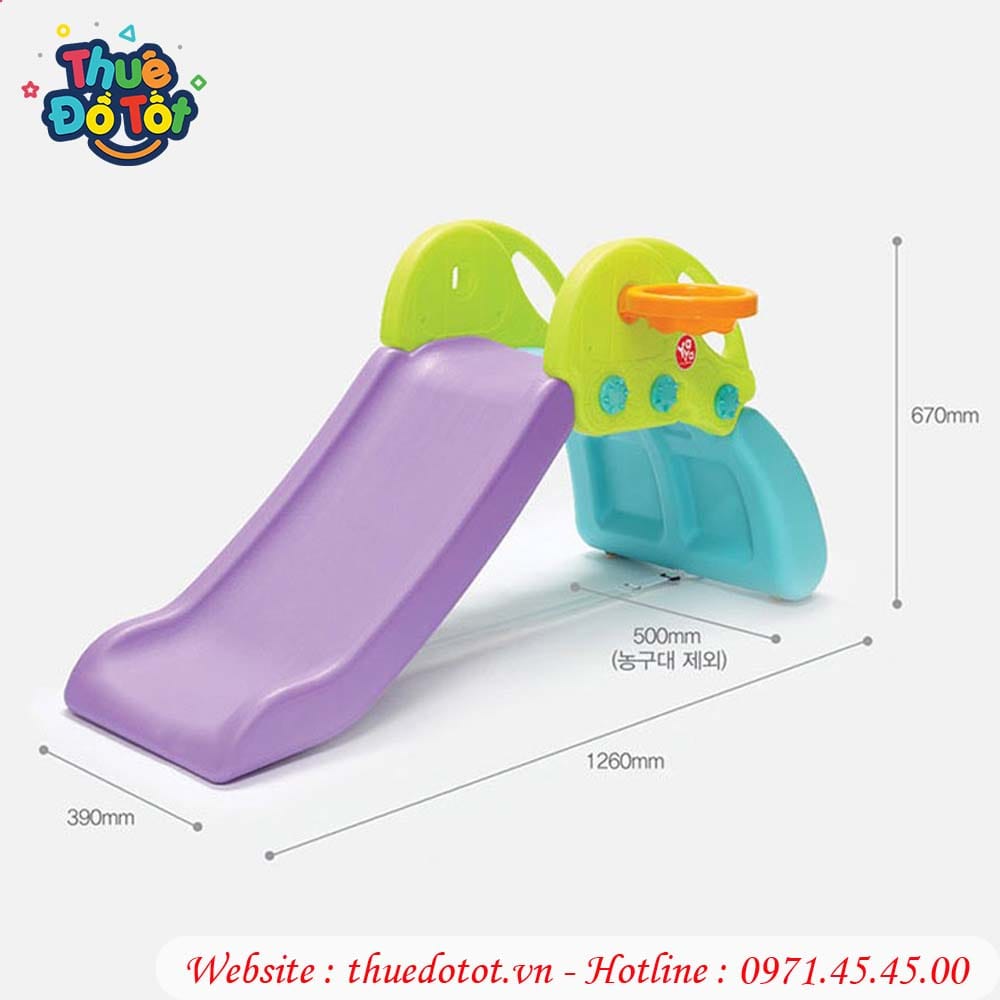 Thuê
Đồ Tốt
YaYa
670mm
500mm
(농구대 제외)
1260mm
390mm
Website : thuedotot.vn - Hotline : 0971.45.45.00